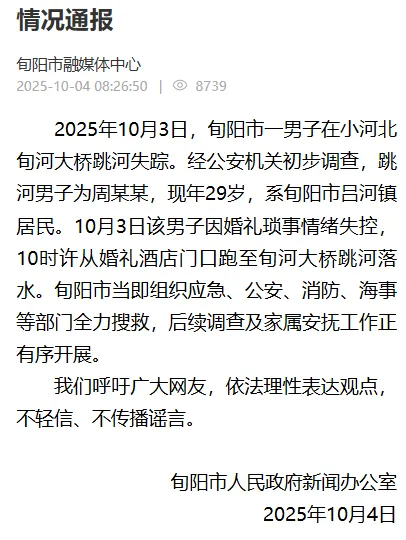 情况通报
旬阳市融媒体中心
2025-10-04 08:26:50 | 8739
2025年10月3日，旬阳市一男子在小河北
旬河大桥跳河失踪。经公安机关初步调查，跳
河男子为周某某，现年29岁，系旬阳市吕河镇
居民。10月3日该男子因婚礼琐事情绪失控，
10时许从婚礼酒店门口跑至旬河大桥跳河落
水。旬阳市当即组织应急、公安、消防、海事
等部门全力搜救，后续调查及家属安抚工作正
有序开展。
我们呼吁广大网友，依法理性表达观点，
不轻信、不传播谣言。
旬阳市人民政府新闻办公室
2025年10月4日